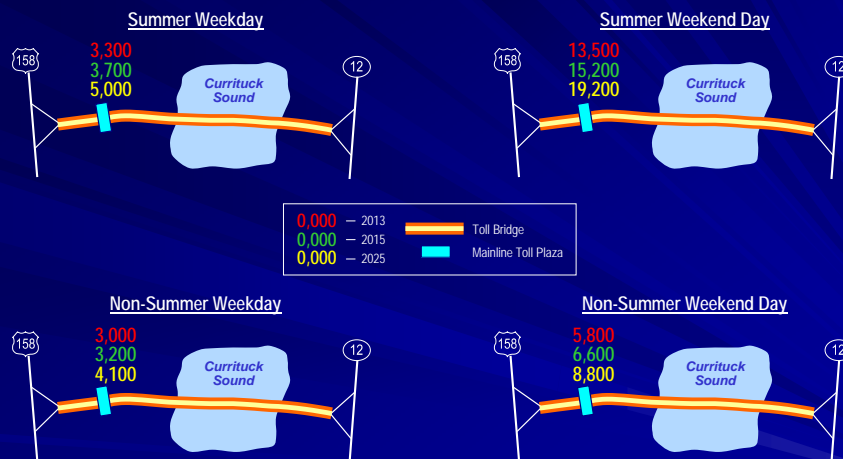 Summer Weekday
158
3,300
3,700
5,000
Currituck
Sound
12
Summer Weekend Day
158
13,500
15,200
19,200
Currituck
Sound
12
0,000 – 2013
0,000 – 2015
0,000 – 2025
Toll Bridge
Mainline Toll Plaza
Non-Summer Weekday
158
3,000
3,200
4,100
Currituck
Sound
12
Non-Summer Weekend Day
158
5,800
6,600
8,800
Currituck
Sound
12